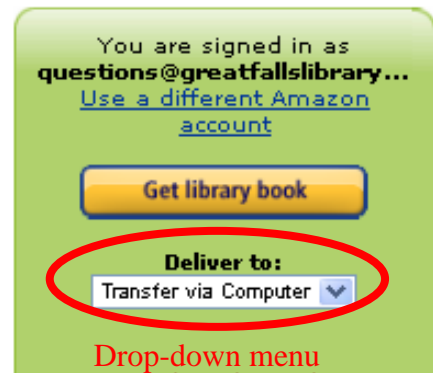 You are signed in as
questions@greatfallslibrary...
Use a different Amazon
account
Get library book
Deliver to:
Transfer via Computer
Drop-down menu